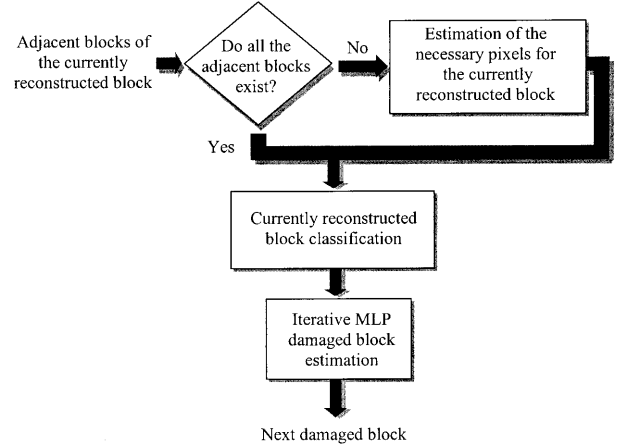 Adjacent blocks of
the currently
reconstructed block
Do all the
adjacent blocks
exist?
No
Estimation of the
necessary pixels for
the currently
reconstructed block
Yes
Currently reconstructed
block classification
Iterative MLP
damaged block
estimation
Next damaged block